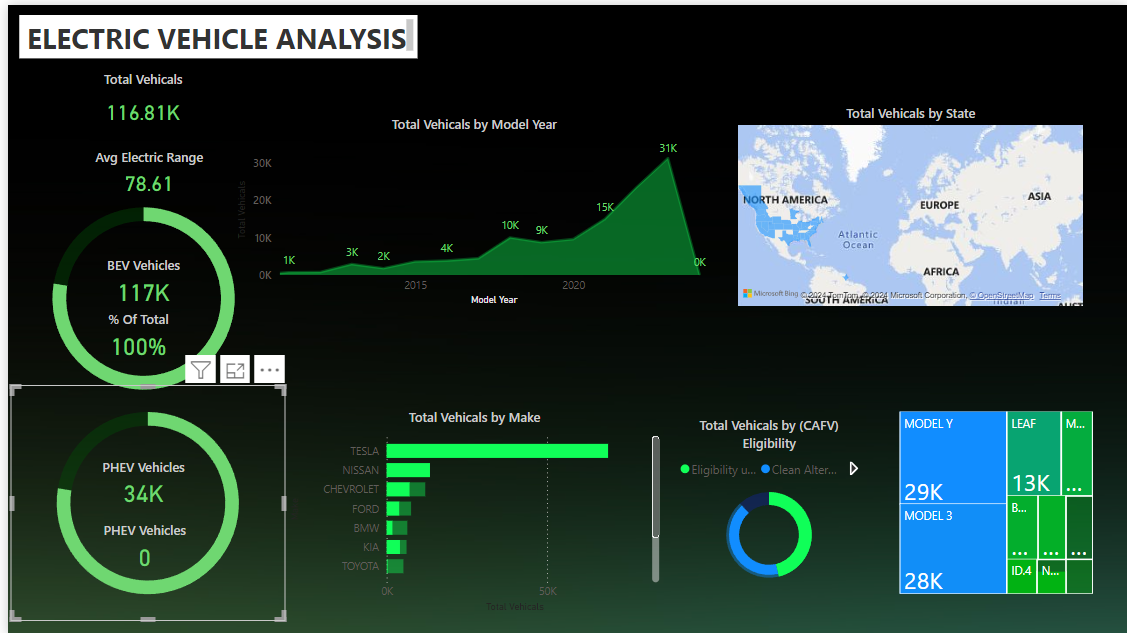 ELECTRIC VEHICLE ANALYSIS
Total Vehicals
116.81K
Avg Electric Range
78.61
BEV Vehicles
117K
% Of Total
100%
PHEV Vehicles
34K
PHEV Vehicles
0
Total Vehicals by Model Year
Total Vehicals
30K
20K
10K
0K
1K
3K
2K
4K
10K
9K
15K
31K
0K
2015
2020
Model Year
Total Vehicals by State
NORTH AMERICA
EUROPE
ASIA
Atlantic
Ocean
AFRICA
SOUTH AMERICA
Indian
AUST
Microsoft Bing
© 2024 TomTom, © 2024 Microsoft Corporation, © OpenStreetMap Terms
Total Vehicals by Make
TESLA
NISSAN
CHEVROLET
FORD
BMW
KIA
TOYOTA
0K
50K
Total Vehicals
Total Vehicals by (CAFV)
Eligibility
Eligibility u... Clean Alter...
MODEL Y
29K
MODEL 3
28K
LEAF
13K
M...
...
B...
...
...
...
ID.4
N...